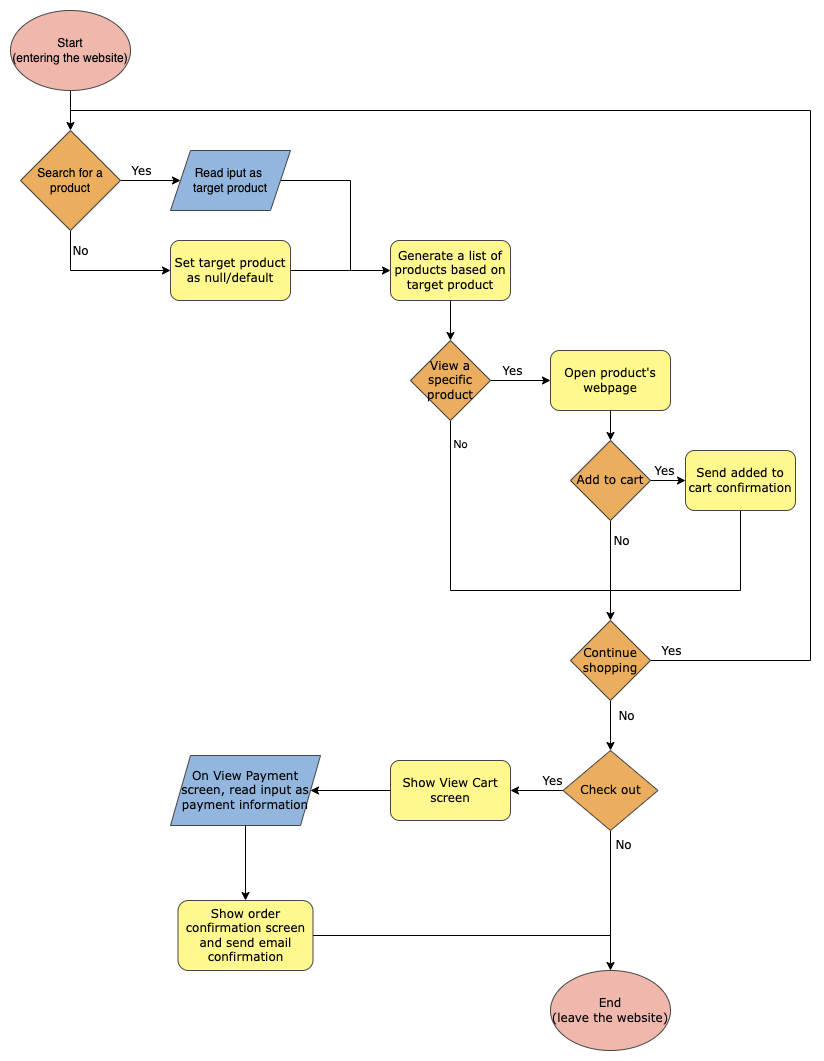 Start
(entering the website)
Search for a
product
Yes
Read iput as
target product
No
Set target product
as null/default
Generate a list of
products based on
target product
View a
specific
product
Yes
Open product's
webpage
No
Add to cart
Yes
Send added to
cart confirmation
No
Continue
shopping
Yes
No
Check out
Yes
Show View Cart
screen
On View Payment
screen, read input as
payment information
No
Show order
confirmation screen
and send email
confirmation
End
(leave the website)